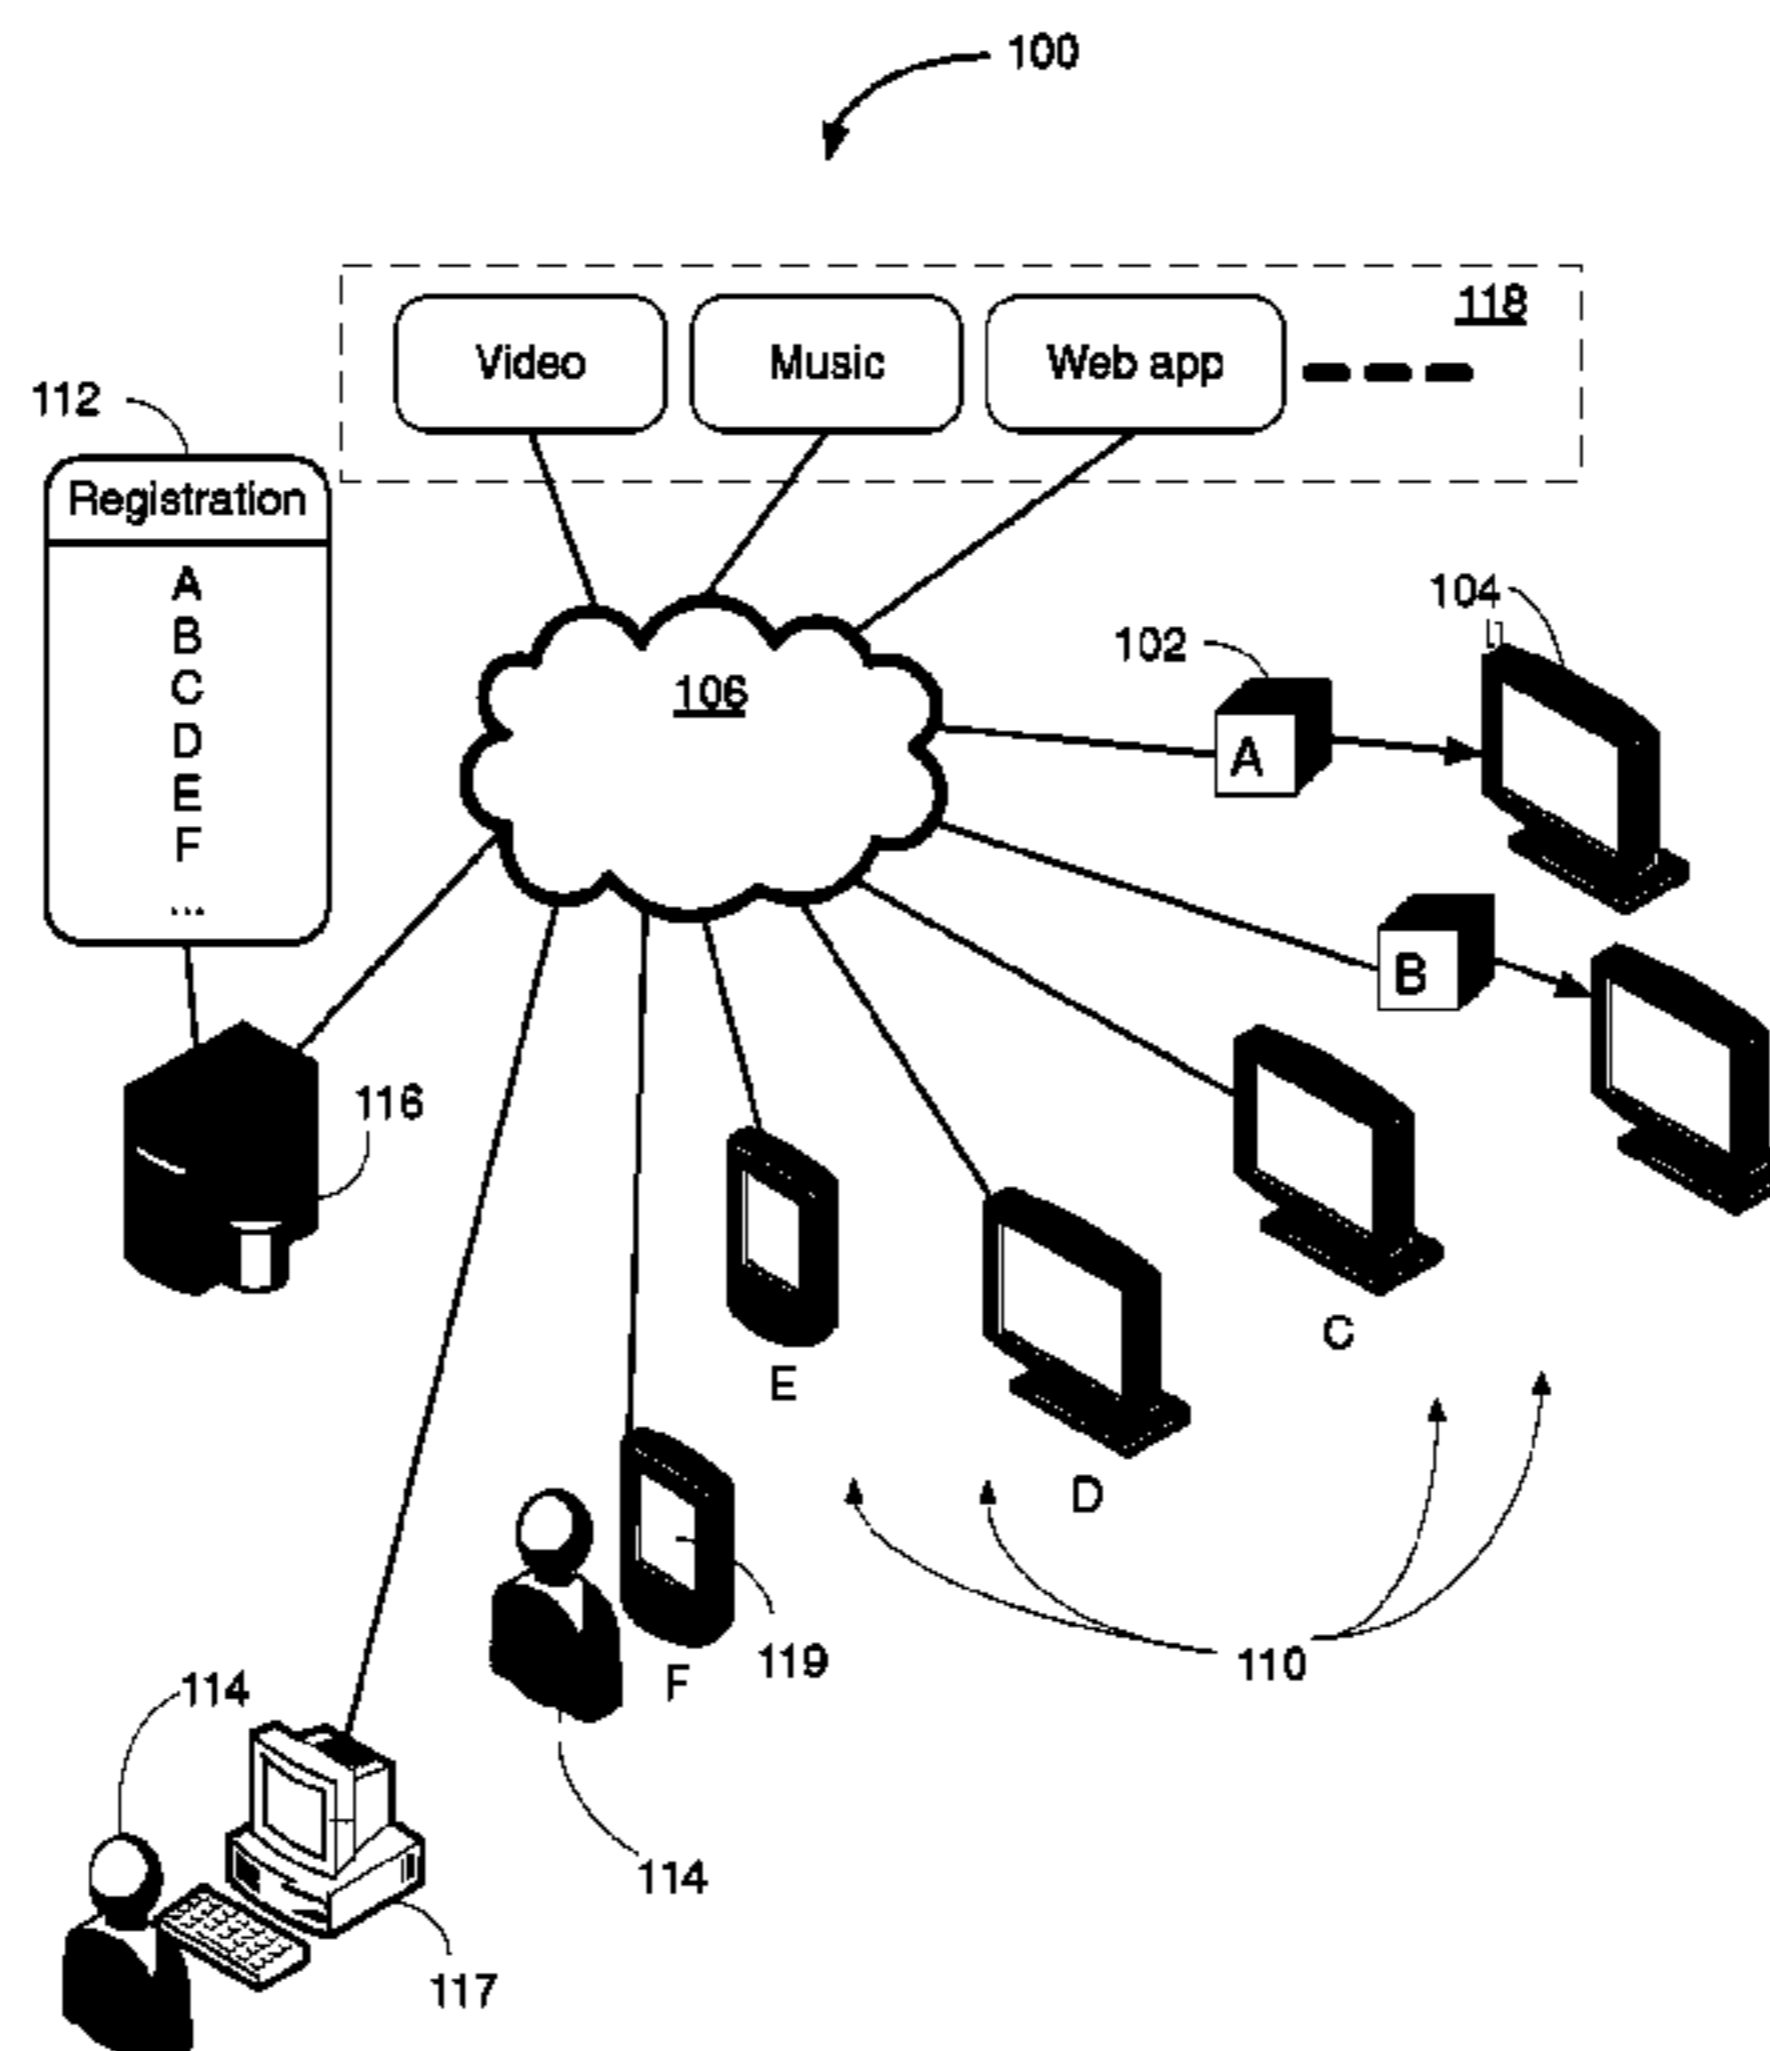 100
118
Video Music Web app
112
Registration
A
B
C
D
E
F
...
104
102
106
A
B
116
C
E
D
119
110
F
114
114
117